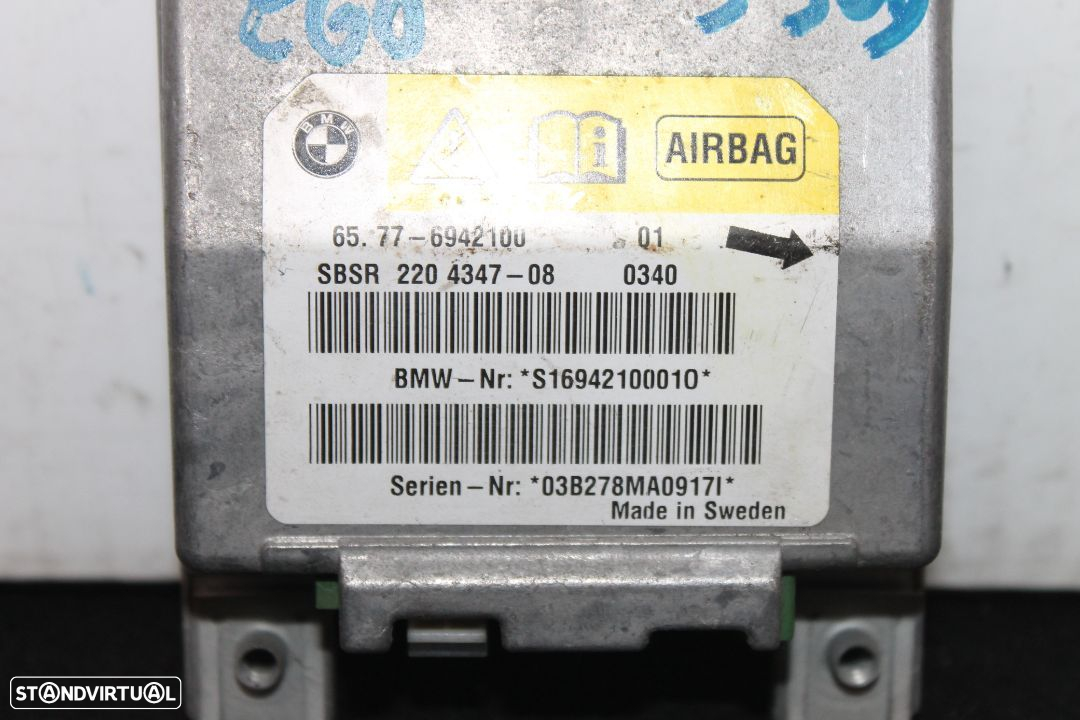 E60
BMW
i
AIRBAG
65. 77-6942100 01
SBSR 220 4347-08 0340
BMW-Nr: *S16942100010*
Serien-Nr: *03B278MA0917I*
Made in Sweden
STANDVIRTUAL